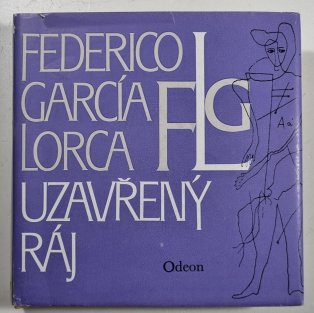 FEDERICO
GARCÍA
LORCA
FLG
UZAVŘENÝ
RÁJ
Odeon